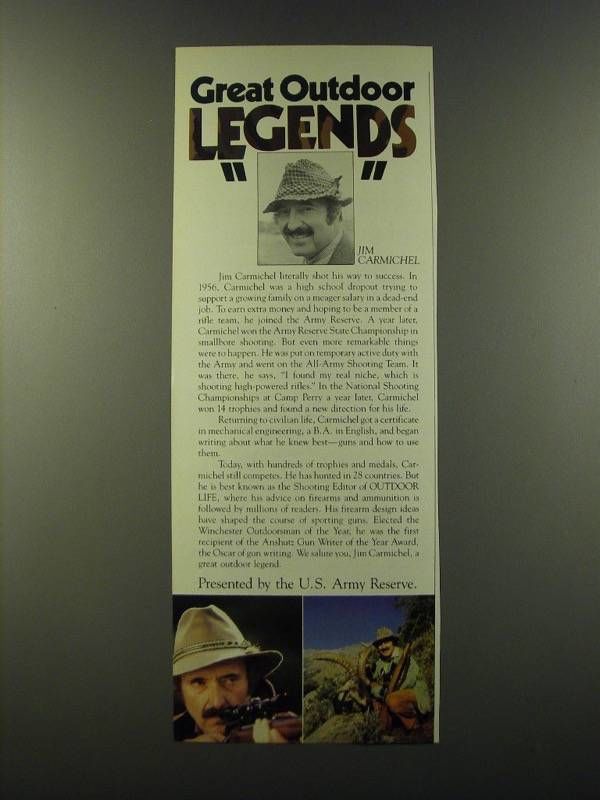 Great Outdoor
LEGENDS
" "
JIM
CARMICHEL
Jim Carmichel literally shot his way to success. In
1956, Carmichel was a high school dropout trying to
support a growing family on a meager salary in a dead-end
job. To earn extra money and hoping to be a member of a
rifle team, he joined the Army Reserve. A year later,
Carmichel won the Army Reserve State Championship in
smallbore shooting. But even more remarkable things
were to happen. He was put on temporary active duty with
the Army and went on the All-Army Shooting Team. It
was there, he says, "I found my real niche, which is
shooting high-powered rifles." In the National Shooting
Championships at Camp Perry a year later, Carmichel
won 14 trophies and found a new direction for his life.
Returning to civilian life, Carmichel got a certificate
in mechanical engineering, a B.A. in English, and began
writing about what he knew best—guns and how to use
them.
Today, with hundreds of trophies and medals, Car-
michel still competes. He has hunted in 28 countries. But
he is best known as the Shooting Editor of OUTDOOR
LIFE, where his advice on firearms and ammunition is
followed by millions of readers. His firearm design ideas
have shaped the course of sporting guns. Elected the
Winchester Outdoorsman of the Year, he was the first
recipient of the Anshutz Gun Writer of the Year Award,
the Oscar of gun writing. We salute you, Jim Carmichel, a
great outdoor legend.
Presented by the U.S. Army Reserve.